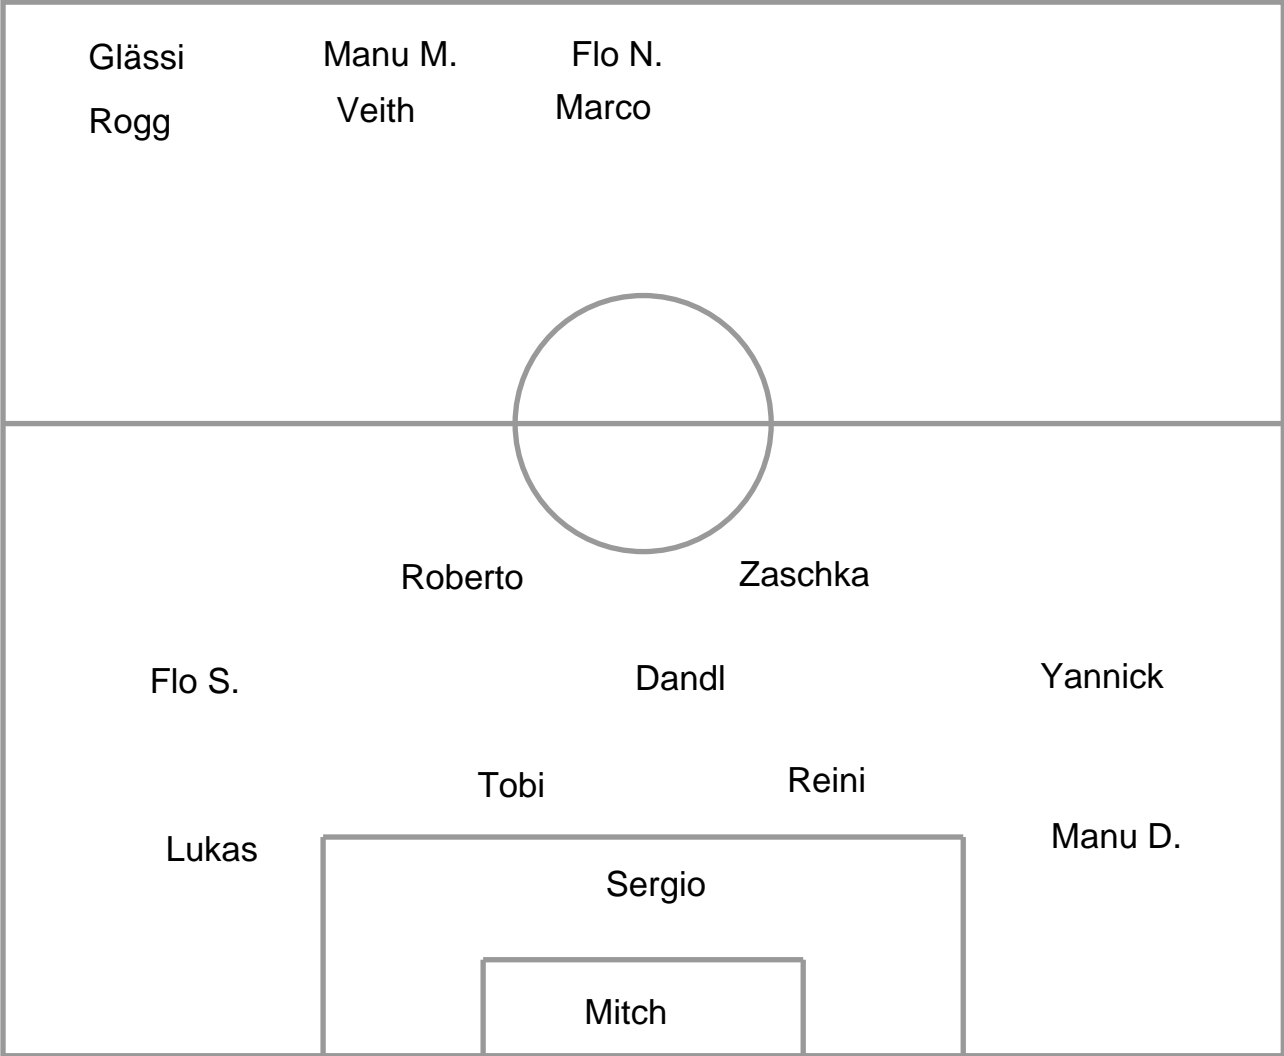 Glässi Manu M. Flo N.
Rogg Veith Marco
Roberto Zaschka
Flo S. Dandl Yannick
Tobi Reini
Lukas Manu D.
Sergio
Mitch